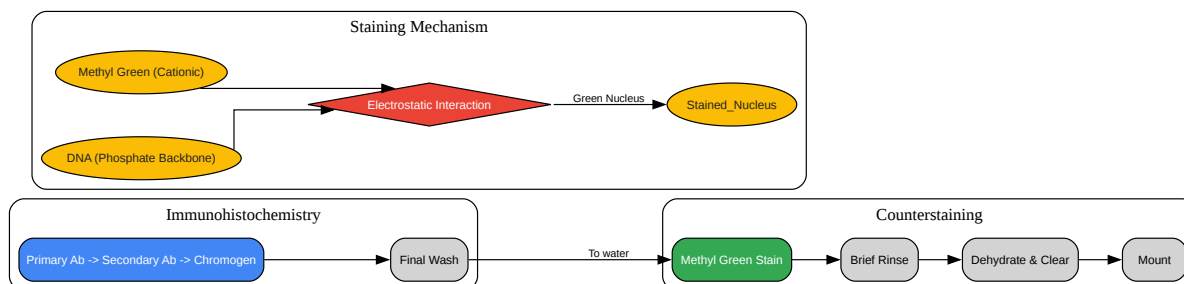 Staining Mechanism
Methyl Green (Cationic)
Electrostatic Interaction
Green Nucleus
Stained_Nucleus
DNA (Phosphate Backbone)
Immunohistochemistry
Primary Ab -> Secondary Ab -> Chromogen
Final Wash
To water
Counterstaining
Methyl Green Stain
Brief Rinse
Dehydrate & Clear
Mount